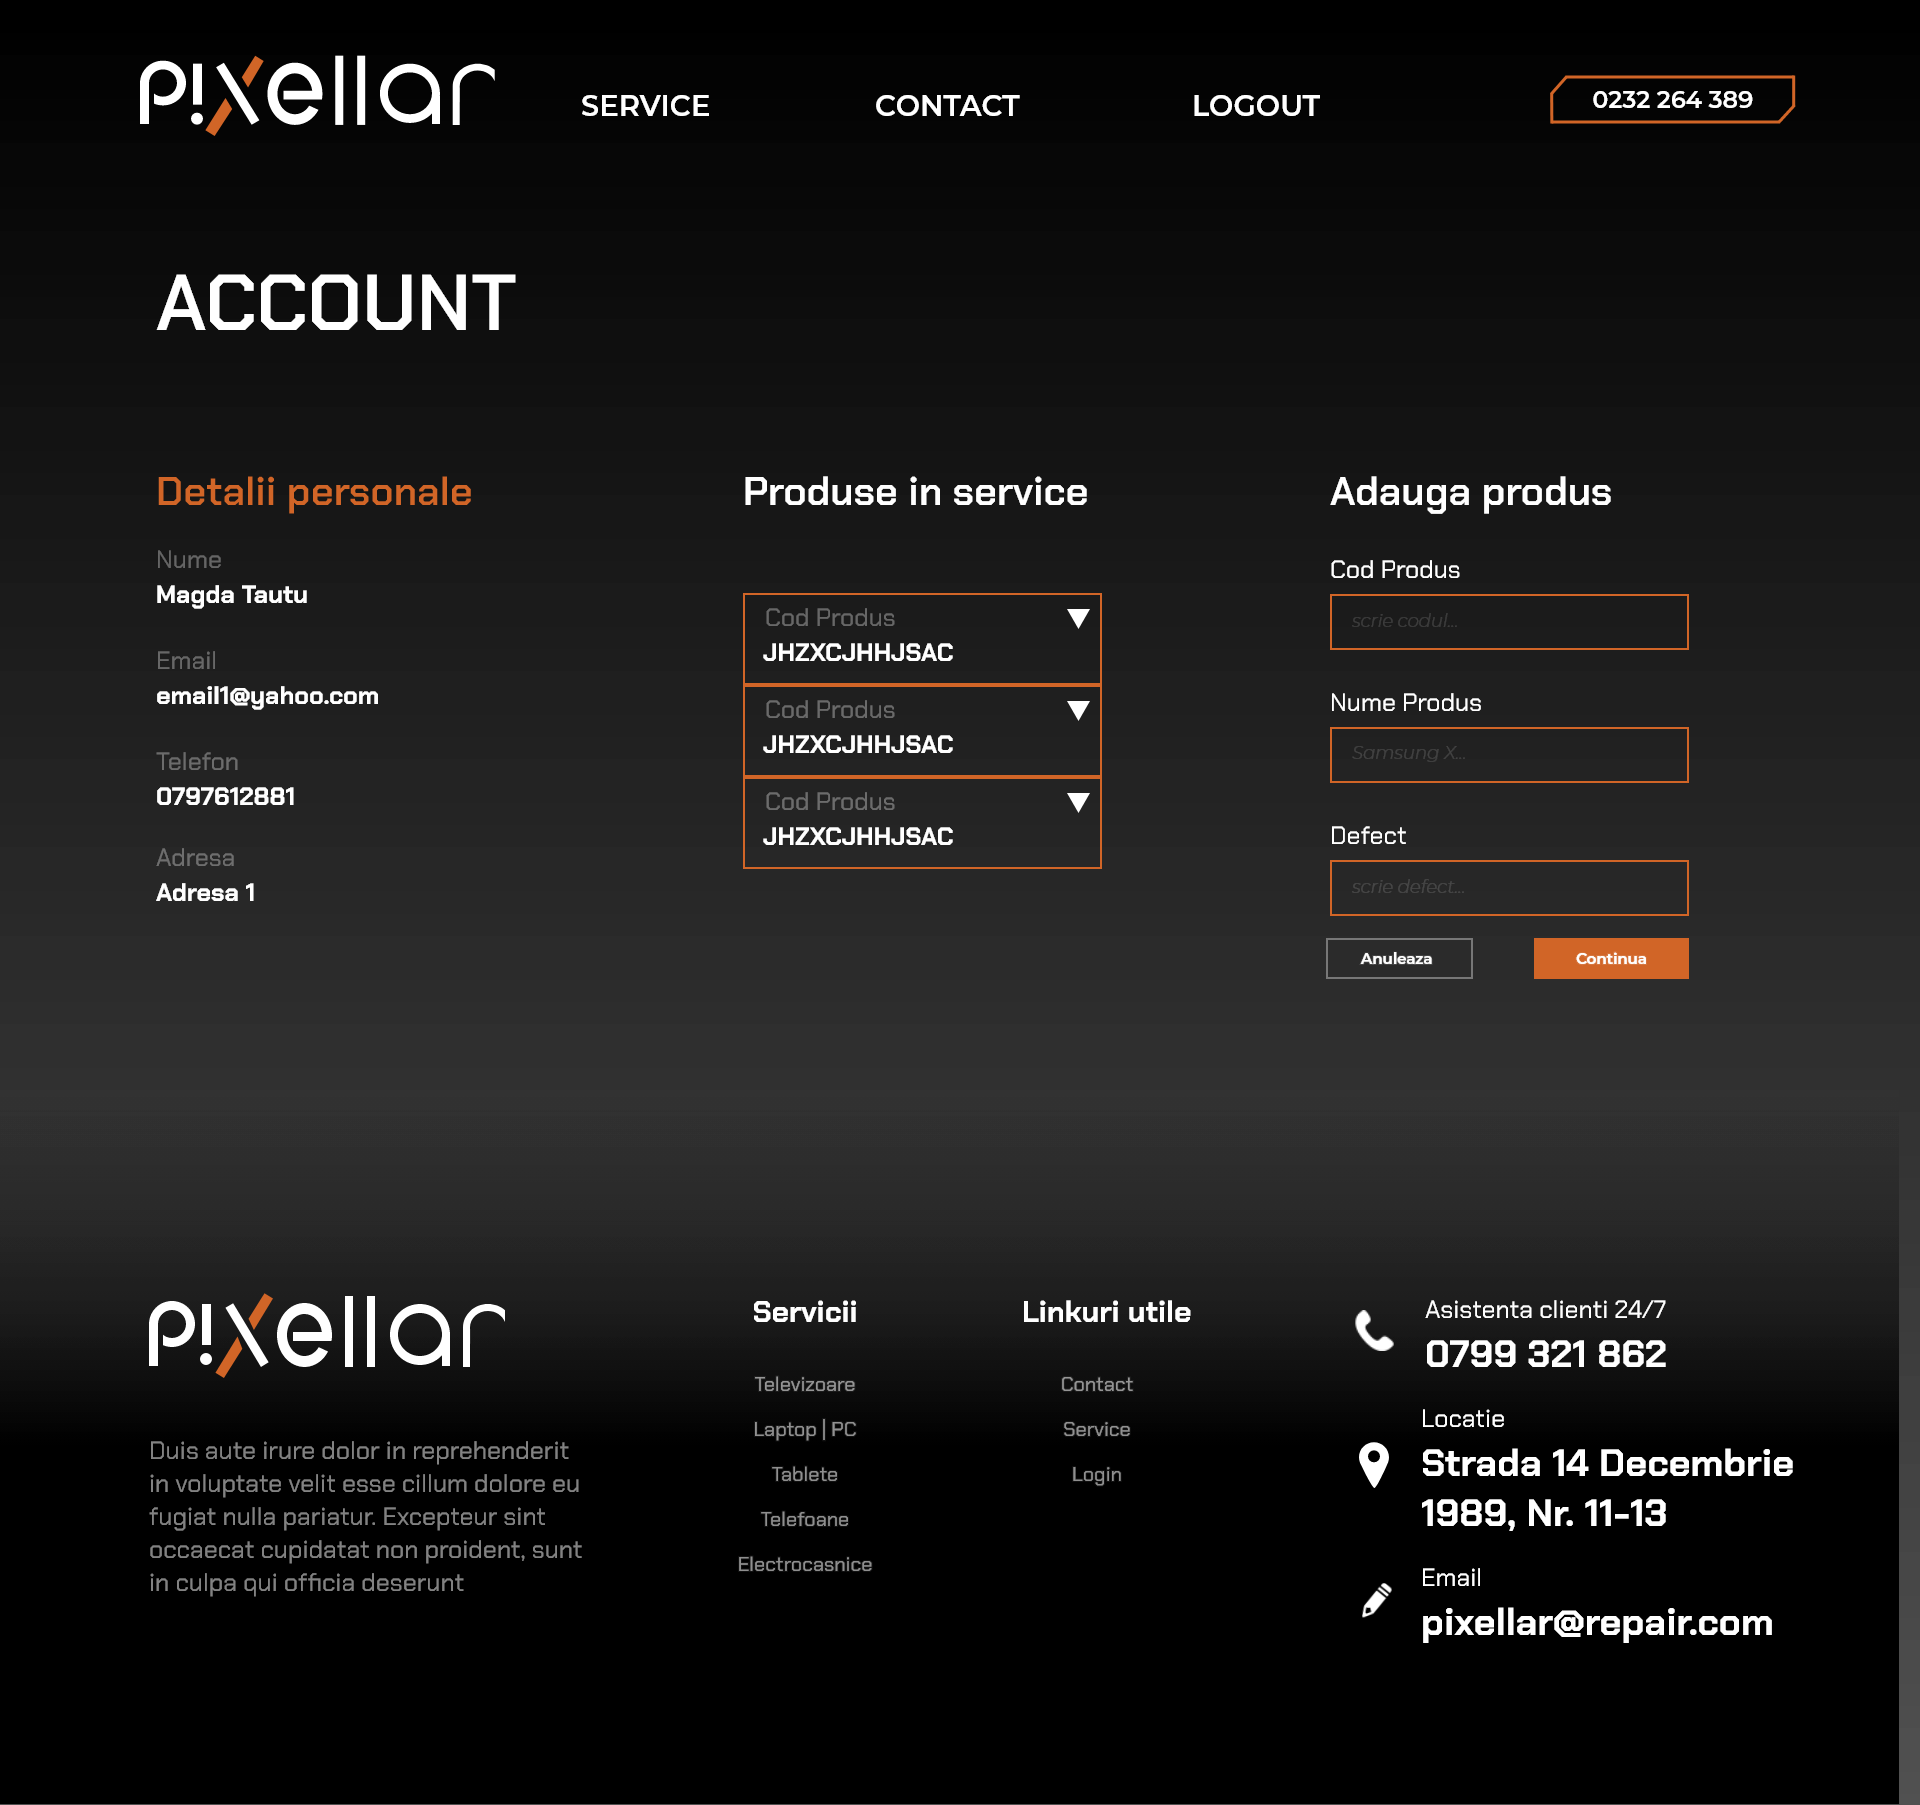 pixellar
SERVICE
CONTACT
LOGOUT
0232 264 389
ACCOUNT
Detalii personale
Nume
Magda Tautu
Email
email1@yahoo.com
Telefon
0797612881
Adresa
Adresa 1
Produse in service
Cod Produs
JHZXCJHHJSAC
Cod Produs
JHZXCJHHJSAC
Cod Produs
JHZXCJHHJSAC
Adauga produs
Cod Produs
scrie codul...
Nume Produs
Samsung X...
Defect
scrie defect...
Anuleaza
Continua
pixellar
Duis aute irure dolor in reprehenderit
in voluptate velit esse cillum dolore eu
fugiat nulla pariatur. Excepteur sint
occaecat cupidatat non proident, sunt
in culpa qui officia deserunt
Servicii
Televizoare
Laptop | PC
Tablete
Telefoane
Electrocasnice
Linkuri utile
Contact
Service
Login
Asistenta clienti 24/7
0799 321 862
Locatie
Strada 14 Decembrie
1989, Nr. 11-13
Email
pixellar@repair.com